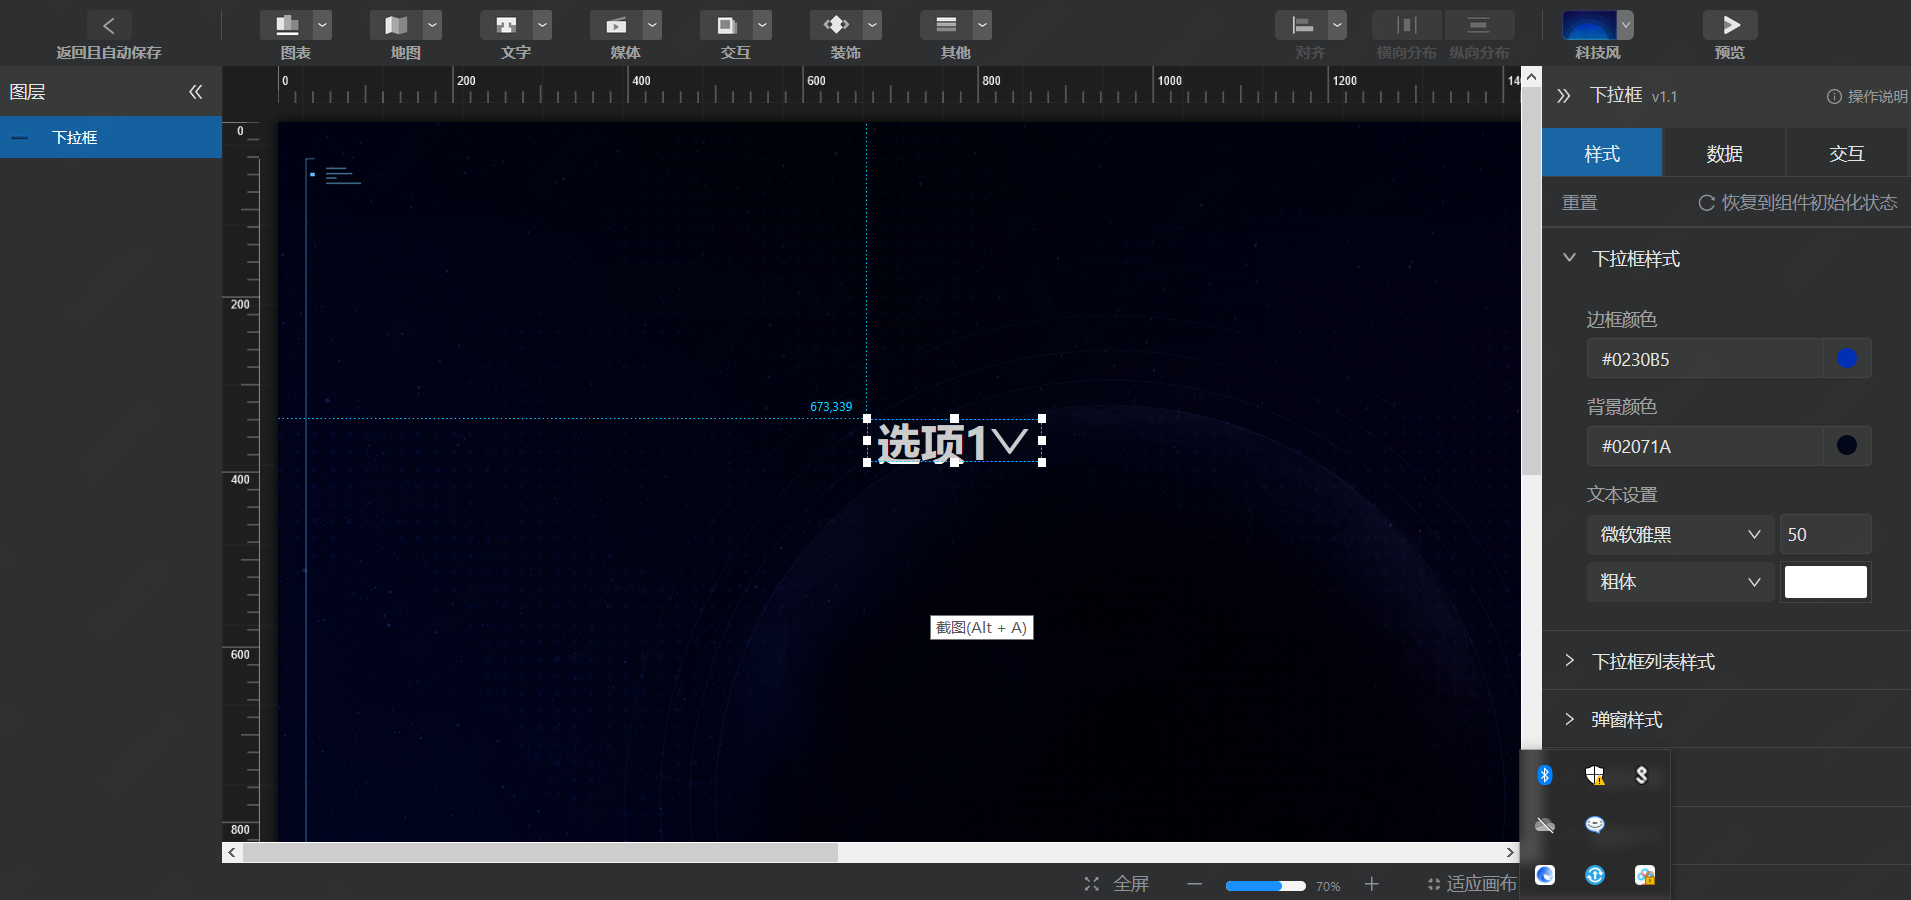 返回且自动保存
图表
地图
文字
媒体
交互
装饰
其他
对齐
横向分布
纵向分布
科技风
预览
图层
下拉框
0
200
400
600
800
1000
1200
14
0
200
400
600
800
673,339
选项1
截图(Alt + A)
下拉框 v1.1
操作说明
样式
数据
交互
重置
恢复到组件初始化状态
下拉框样式
边框颜色
#0230B5
背景颜色
#02071A
文本设置
微软雅黑
50
粗体
下拉框列表样式
弹窗样式
全屏
70%
适应画布